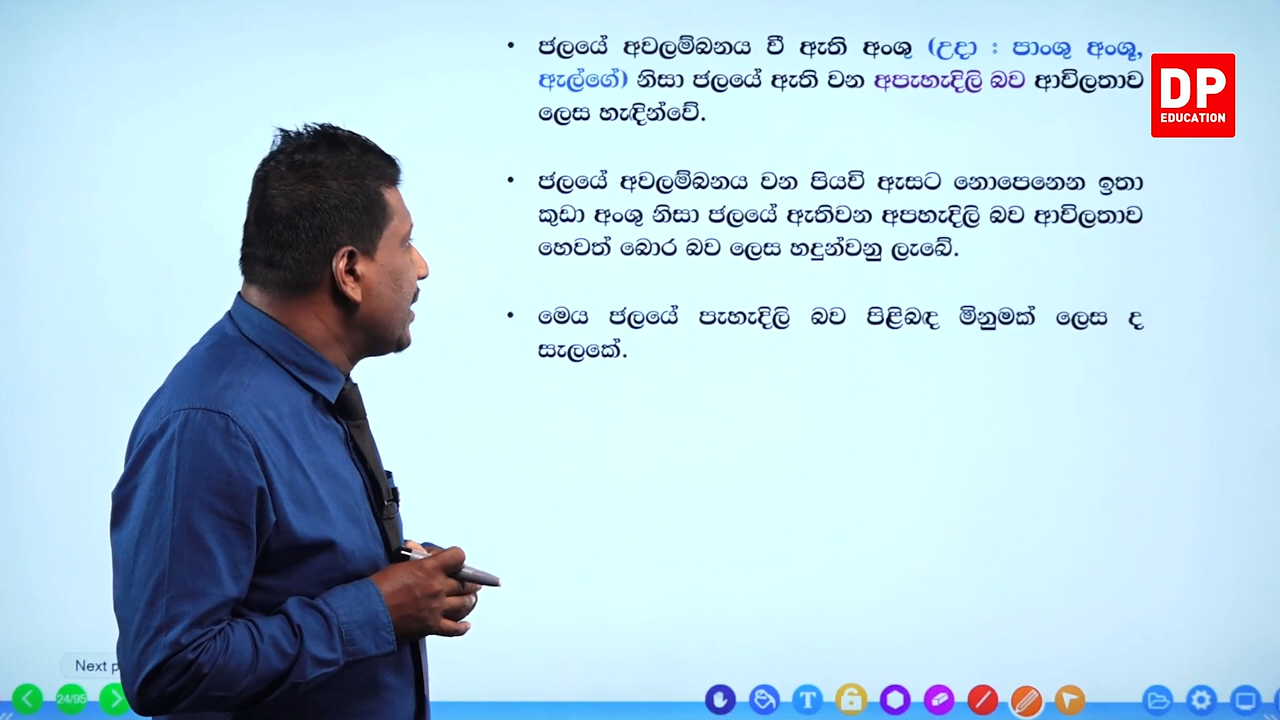 • ජලයේ අවලම්බනය වී ඇති අංශු (උදා : පාංශු අංශූ,
ඇල්ගේ) නිසා ජලයේ ඇති වන අපැහැදිලි බව ආවිලතාව
ලෙස හැඳින්වේ.
• ජලයේ අවලම්බනය වන පියවි ඇසට නොපෙනෙන ඉතා
කුඩා අංශු නිසා ජලයේ ඇතිවන අපහැදිලි බව ආවිලතාව
හෙවත් බොර බව ලෙස හදුන්වනු ලැබේ.
• මෙය ජලයේ පැහැදිලි බව පිළිබඳ මිනුමක් ලෙස ද
සැලකේ.
DP
EDUCATION
Next p
24/95
T